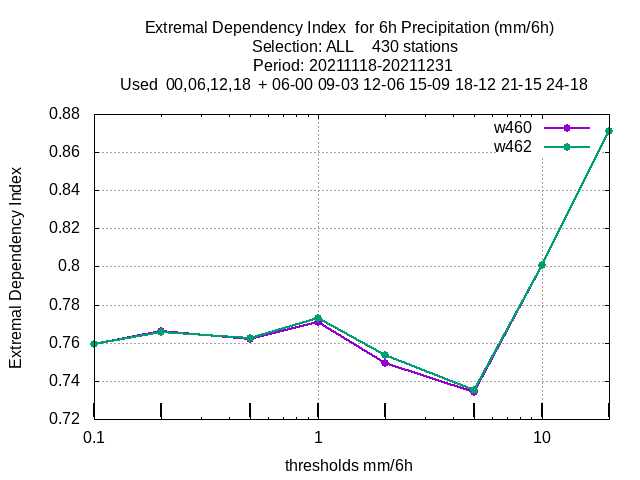 Extremal Dependency Index  for 6h Precipitation (mm/6h)
Selection: ALL    430 stations
Period: 20211118-20211231
Used  00,06,12,18  + 06-00 09-03 12-06 15-09 18-12 21-15 24-18
w460
w462
0.88
0.86
0.84
0.82
0.8
0.78
0.76
0.74
0.72
Extremal Dependency Index
0.1
1
10
thresholds mm/6h